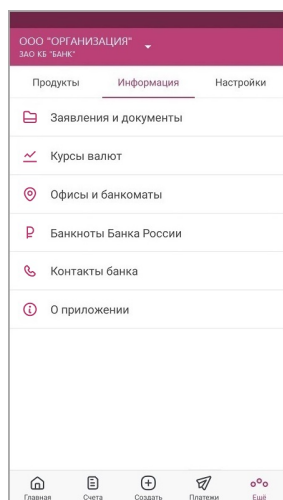 ООО "ОРГАНИЗАЦИЯ"
ЗАО КБ "БАНК"
Продукты Информация Настройки
Заявления и документы
Курсы валют
Офисы и банкоматы
Банкноты Банка России
Контакты банка
О приложении
Главная Счета Создать Платежи Ещё